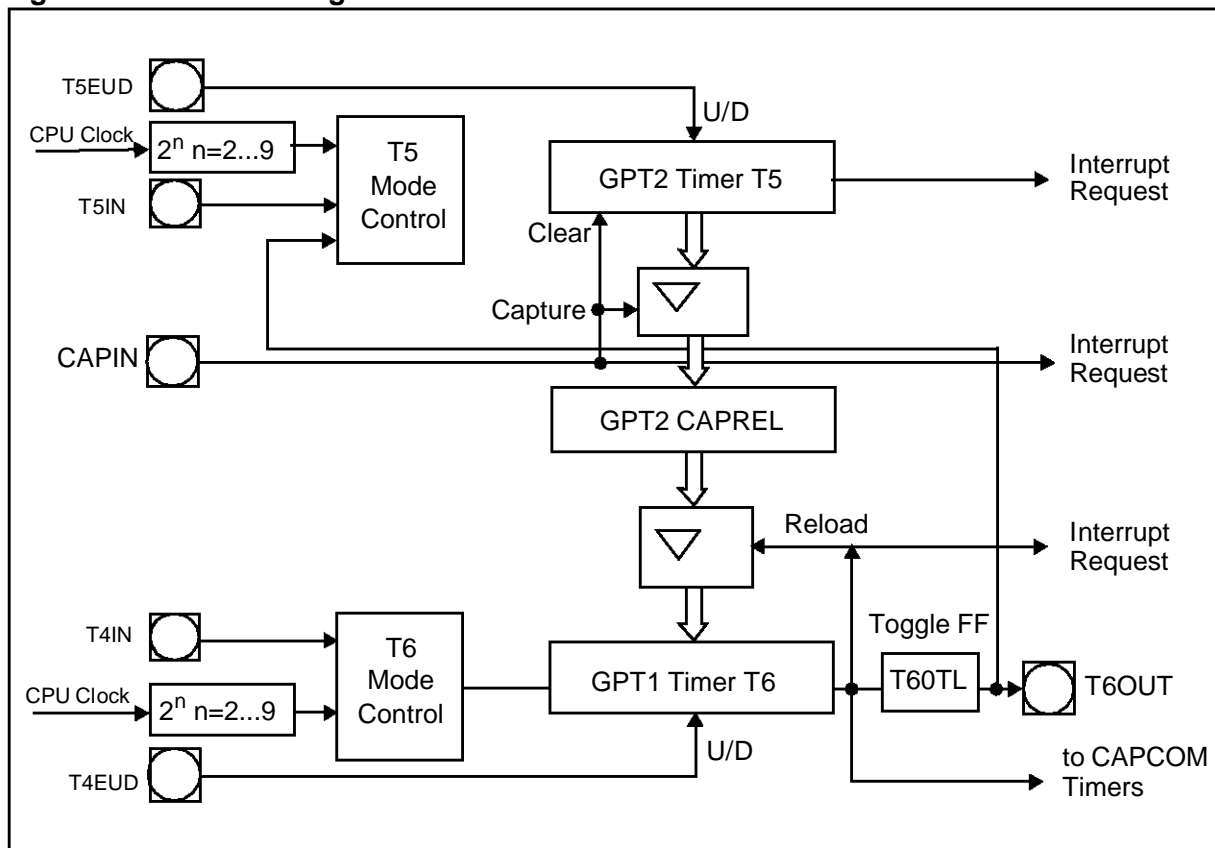 T5EUD
U/D
CPU Clock
2ⁿ n=2...9
T5
Mode
Control
GPT2 Timer T5
Interrupt
Request
T5IN
Clear
Capture
CAPIN
Interrupt
Request
GPT2 CAPREL
Reload
Interrupt
Request
T4IN
T6
Mode
Control
Toggle FF
GPT1 Timer T6
T60TL
T6OUT
CPU Clock
2ⁿ n=2...9
U/D
T4EUD
to CAPCOM
Timers